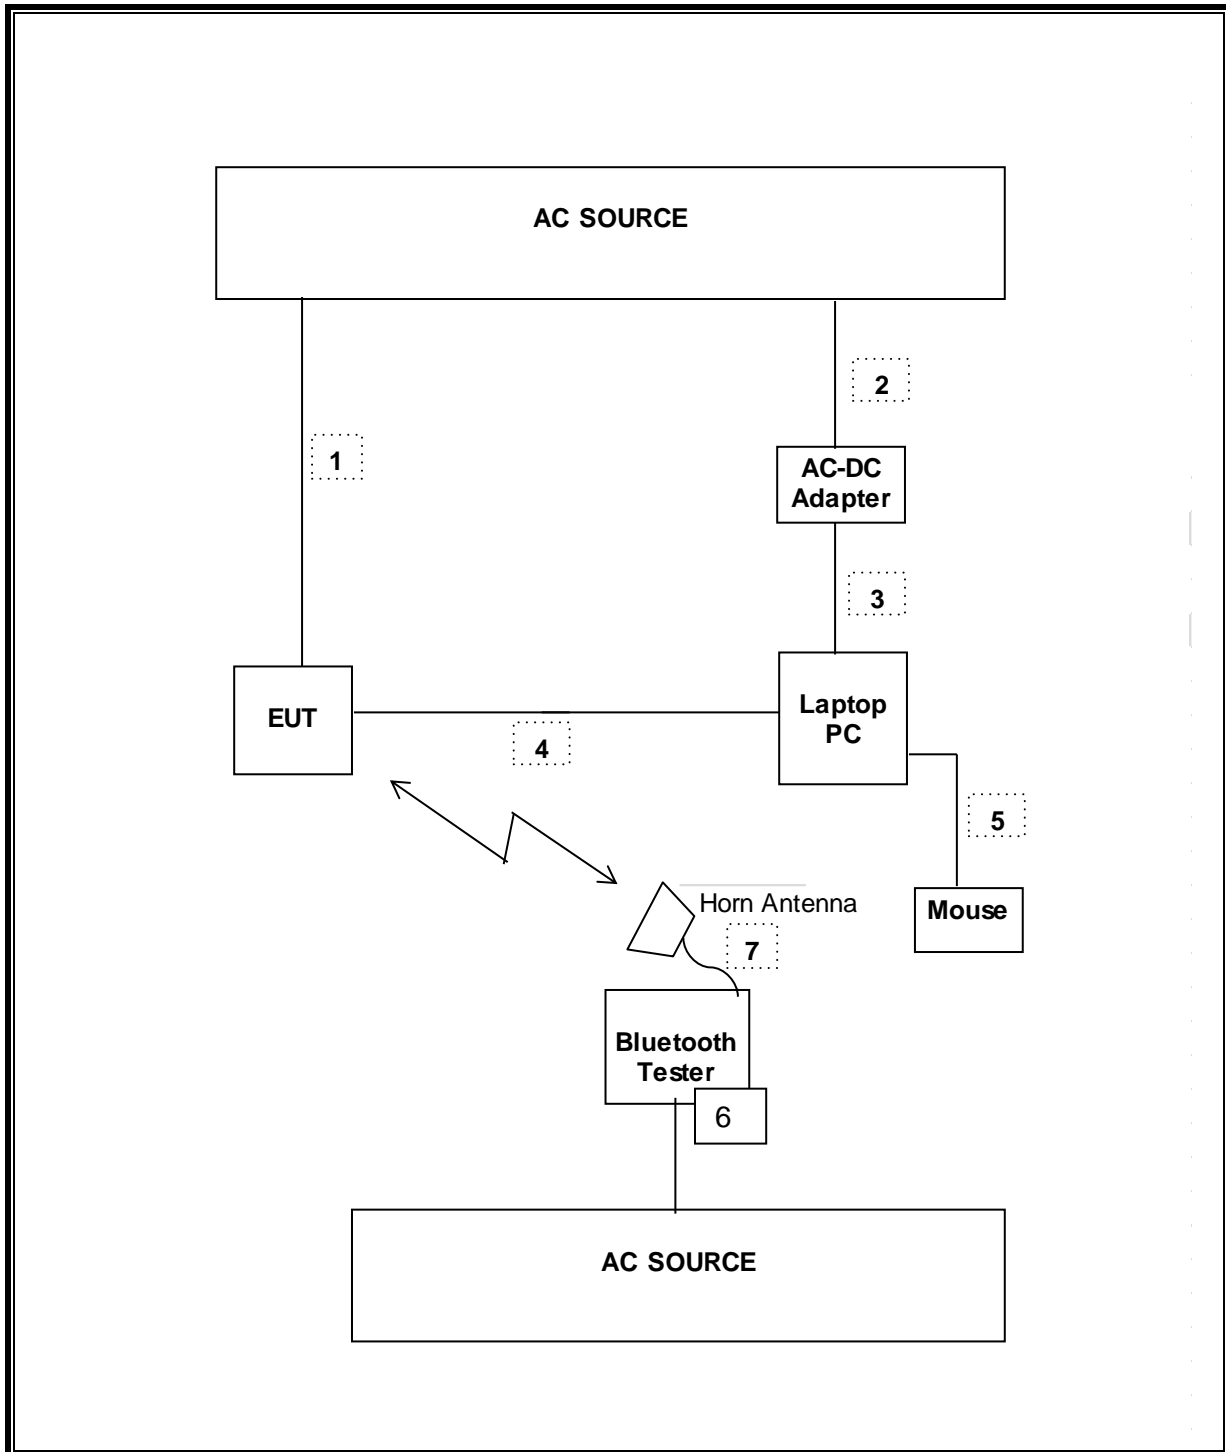 AC SOURCE
2
1
AC-DC
Adapter
3
EUT
Laptop
PC
4
5
Horn Antenna
Mouse
7
Bluetooth
Tester
6
AC SOURCE